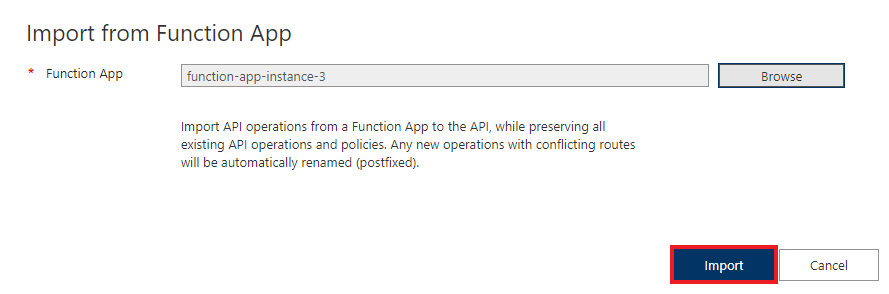 Import from Function App
* Function App
function-app-instance-3
Browse
Import API operations from a Function App to the API, while preserving all
existing API operations and policies. Any new operations with conflicting routes
will be automatically renamed (postfixed).
Import
Cancel